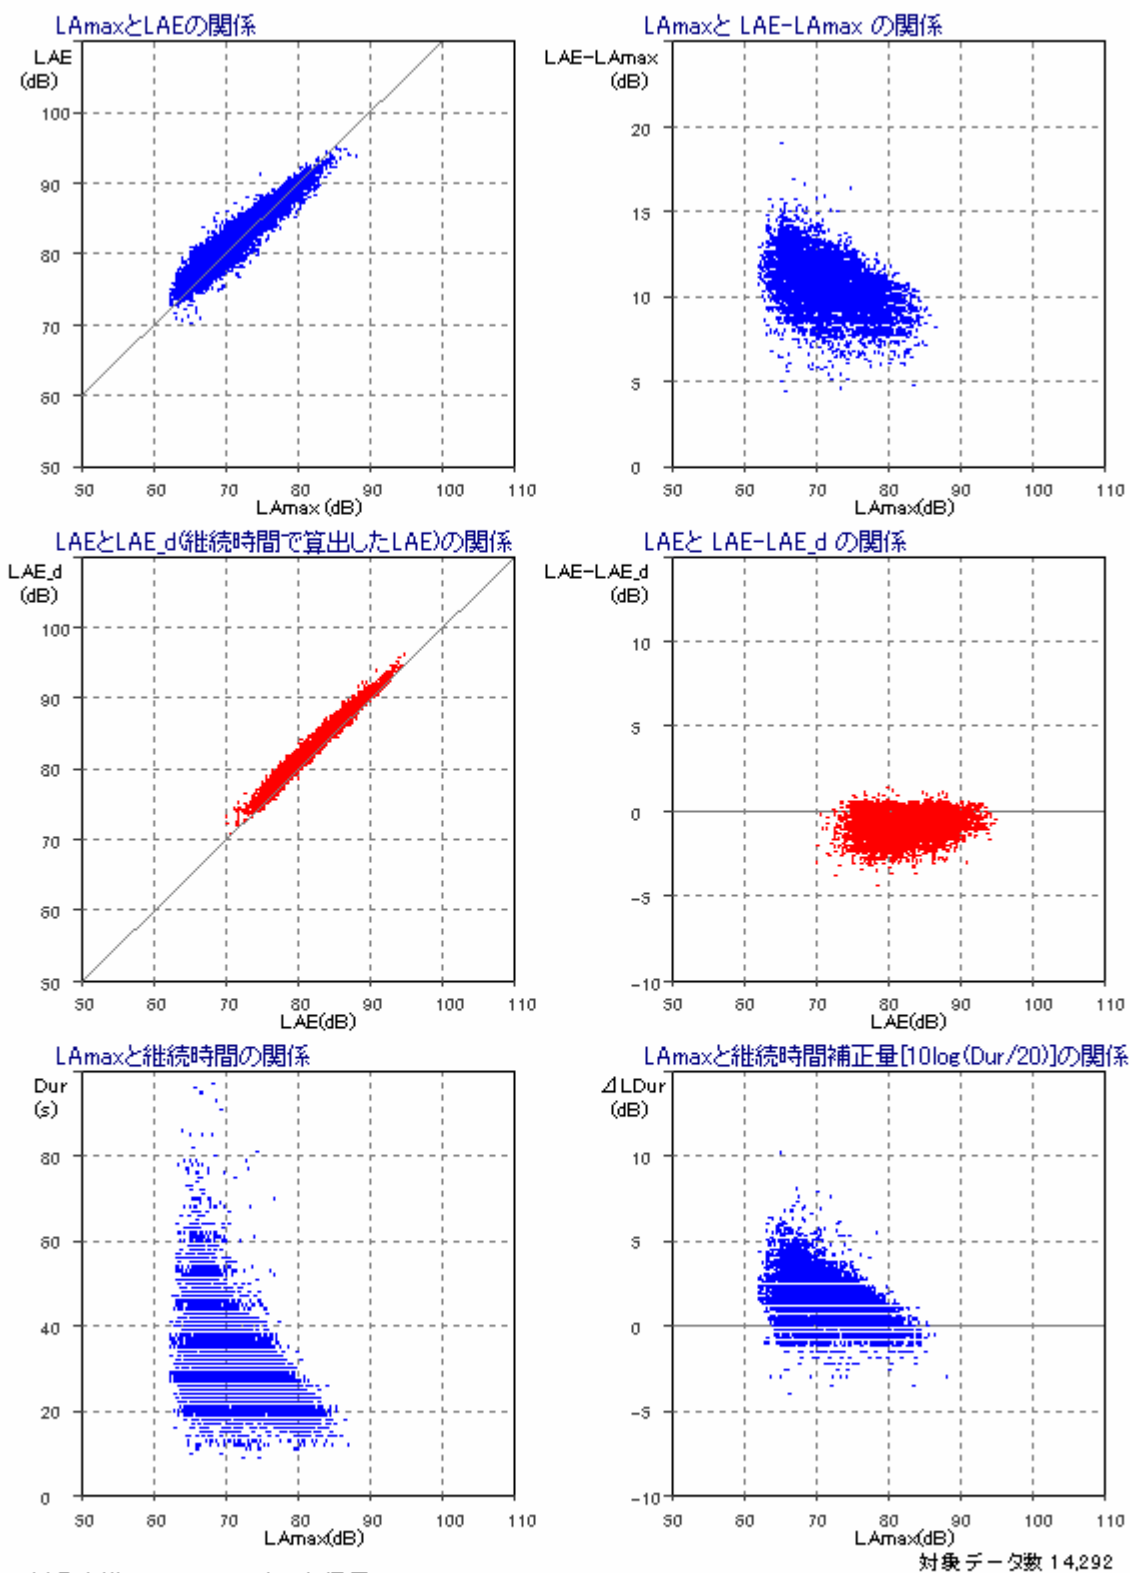 LAmaxとLAEの関係
LAE
(dB)
100
90
80
70
60
50
50 60 70 80 90 100 110
LAmax (dB)
LAmaxと LAE-LAmax の関係
LAE-LAmax
(dB)
20
15
10
5
0
50 60 70 80 90 100 110
LAmax(dB)
LAEとLAE_d(継続時間で算出したLAE)の関係
LAE_d
(dB)
100
90
80
70
60
50
50 60 70 80 90 100 110
LAE(dB)
LAEと LAE-LAE_d の関係
LAE-LAE_d
(dB)
10
5
0
-5
-10
50 60 70 80 90 100 110
LAE(dB)
LAmaxと継続時間の関係
Dur
(s)
80
60
40
20
0
50 60 70 80 90 100 110
LAmax(dB)
LAmaxと継続時間補正量[10log(Dur/20)]の関係
⊿LDur
(dB)
10
5
0
-5
-10
50 60 70 80 90 100 110
LAmax(dB)
対象データ数 14,292